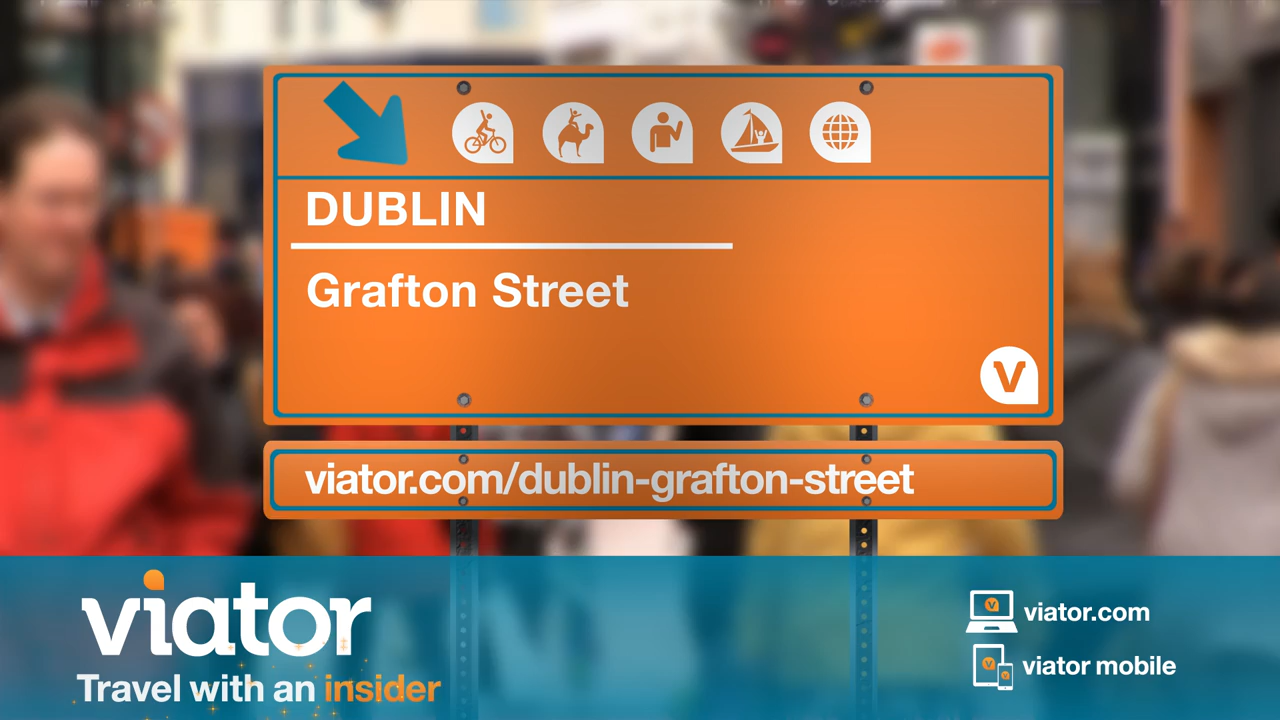 DUBLIN
Grafton Street
V
viator.com/dublin-grafton-street
viator
Travel with an insider
V viator.com
V V viator mobile